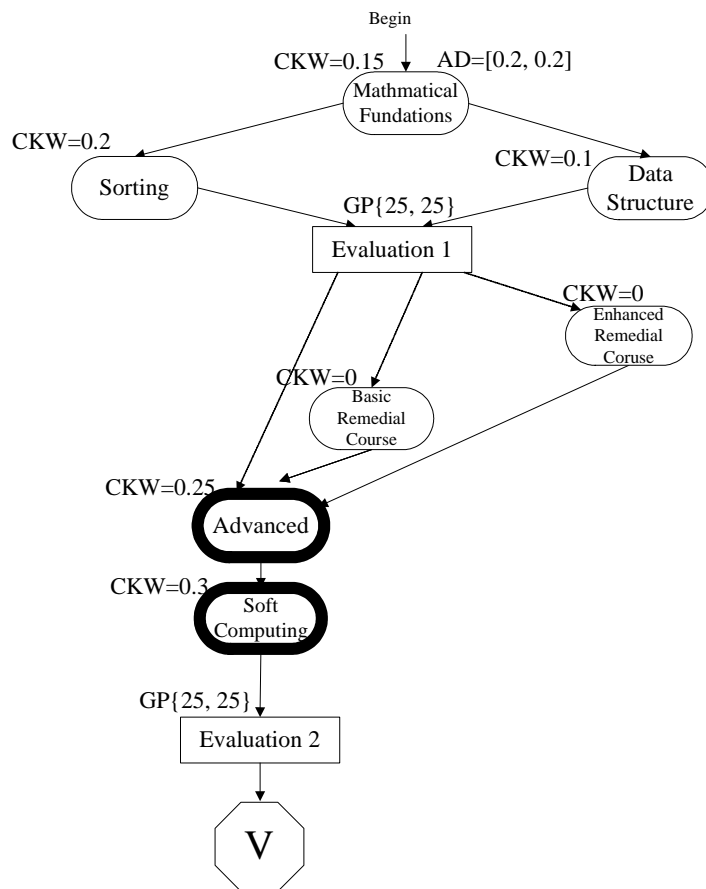 Begin
CKW=0.15
AD=[0.2, 0.2]
Mathmatical
Fundations
CKW=0.2
Sorting
CKW=0.1
Data
Structure
GP{25, 25}
Evaluation 1
CKW=0
Enhanced
Remedial
Coruse
CKW=0
Basic
Remedial
Course
CKW=0.25
Advanced
CKW=0.3
Soft
Computing
GP{25, 25}
Evaluation 2
V